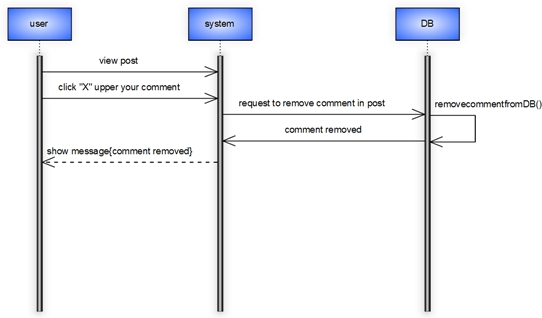 user
system
DB
view post
click "X" upper your comment
request to remove comment in post
removecommentfromDB()
comment removed
show message{comment removed}